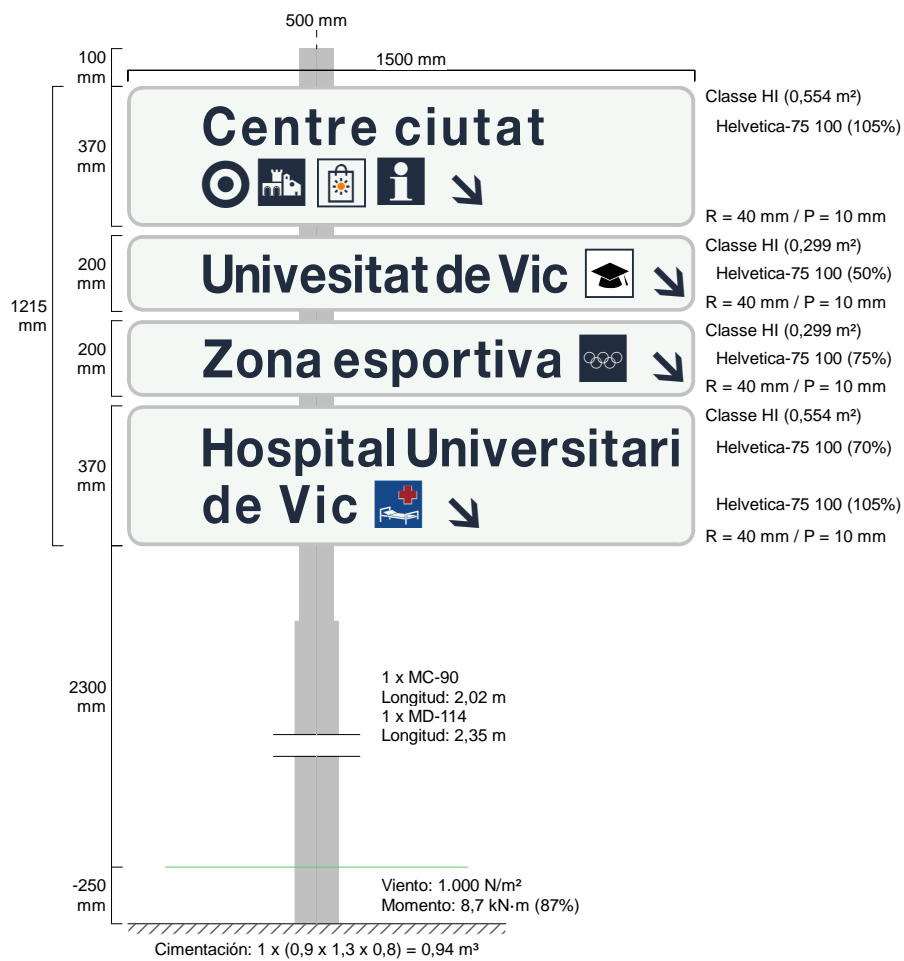 500 mm
100
mm
1500 mm
Classe HI (0,554 m²)
Centre ciutat
Helvetica-75 100 (105%)
370
mm
i
R = 40 mm / P = 10 mm
Classe HI (0,299 m²)
200
mm
Univesitat de Vic
Helvetica-75 100 (50%)
R = 40 mm / P = 10 mm
1215
mm
Classe HI (0,299 m²)
200
mm
Zona esportiva
Helvetica-75 100 (75%)
R = 40 mm / P = 10 mm
Classe HI (0,554 m²)
370
mm
Hospital Universitari
Helvetica-75 100 (70%)
de Vic
Helvetica-75 100 (105%)
R = 40 mm / P = 10 mm
2300
mm
1 x MC-90
Longitud: 2,02 m
1 x MD-114
Longitud: 2,35 m
-250
mm
Viento: 1.000 N/m²
Momento: 8,7 kN·m (87%)
Cimentación: 1 x (0,9 x 1,3 x 0,8) = 0,94 m³